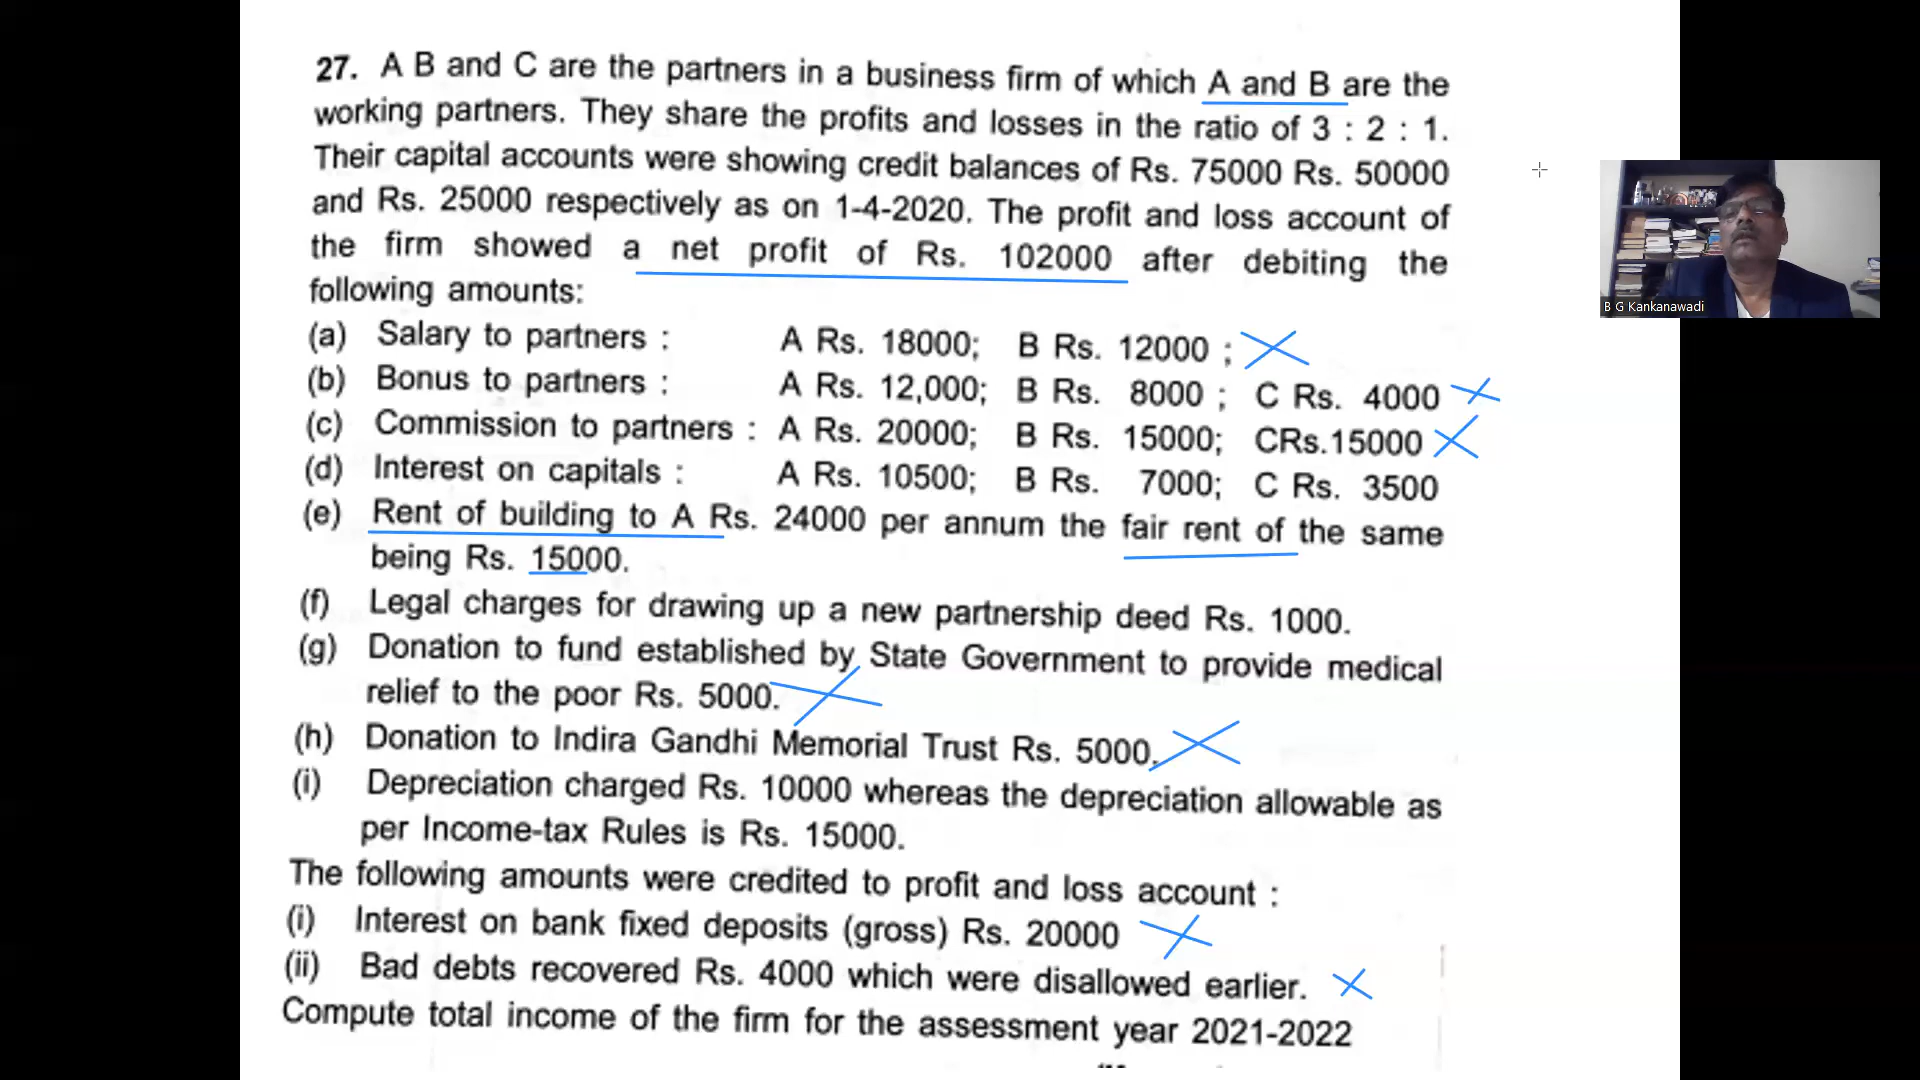 27. A B and C are the partners in a business firm of which A and B are the
working partners. They share the profits and losses in the ratio of 3 : 2 : 1.
Their capital accounts were showing credit balances of Rs. 75000 Rs. 50000
and Rs. 25000 respectively as on 1-4-2020. The profit and loss account of
the firm showed a net profit of Rs. 102000 after debiting the
following amounts:
(a) Salary to partners : A Rs. 18000; B Rs. 12000 ;
(b) Bonus to partners : A Rs. 12,000; B Rs. 8000 ; C Rs. 4000
(c) Commission to partners : A Rs. 20000; B Rs. 15000; CRs.15000
(d) Interest on capitals : A Rs. 10500; B Rs. 7000; C Rs. 3500
(e) Rent of building to A Rs. 24000 per annum the fair rent of the same
being Rs. 15000.
(f) Legal charges for drawing up a new partnership deed Rs. 1000.
(g) Donation to fund established by State Government to provide medical
relief to the poor Rs. 5000.
(h) Donation to Indira Gandhi Memorial Trust Rs. 5000.
(i) Depreciation charged Rs. 10000 whereas the depreciation allowable as
per Income-tax Rules is Rs. 15000.
The following amounts were credited to profit and loss account :
(i) Interest on bank fixed deposits (gross) Rs. 20000
(ii) Bad debts recovered Rs. 4000 which were disallowed earlier.
Compute total income of the firm for the assessment year 2021-2022
B G Kankanawadi